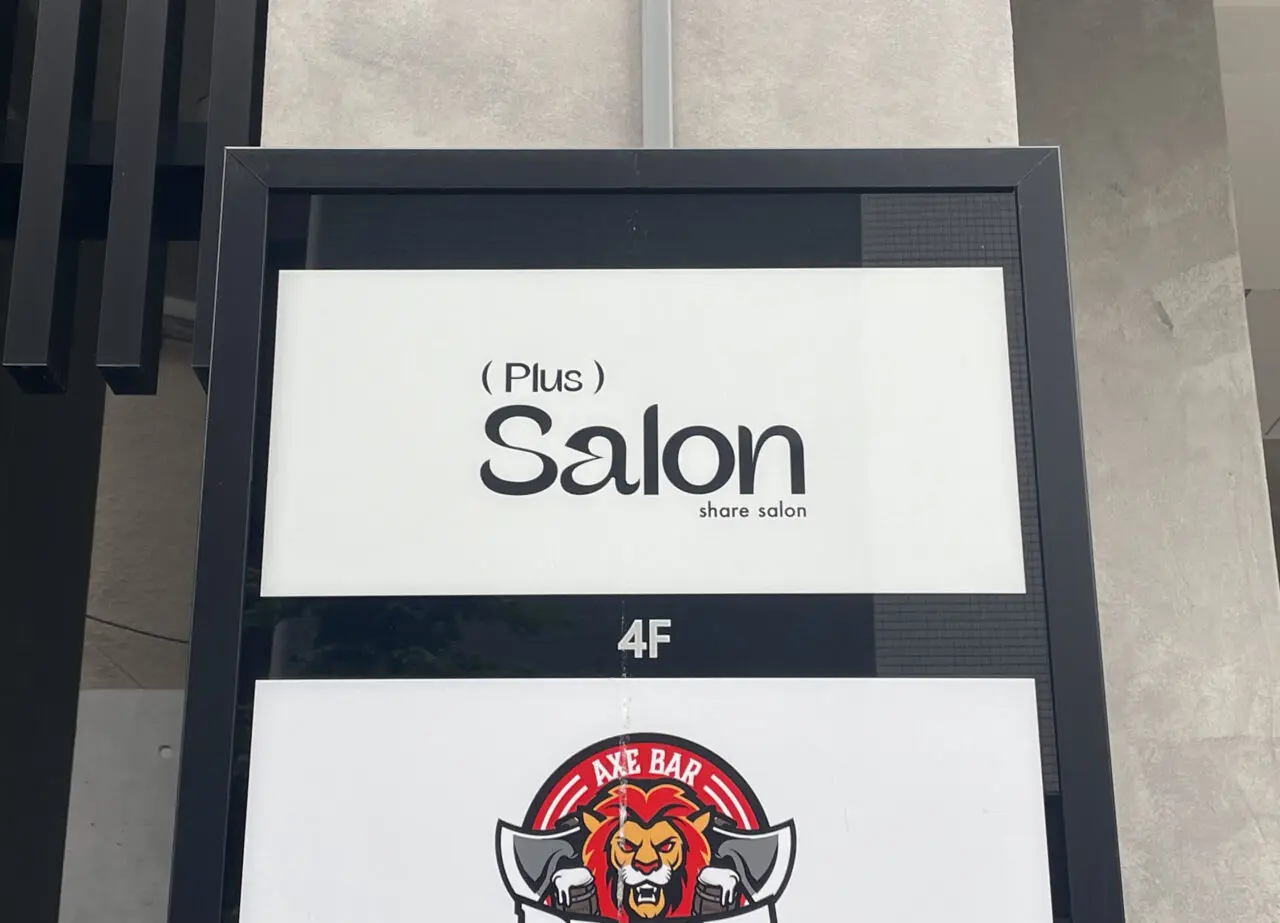 ( Plus )
Salon
share salon
4F
AXE BAR